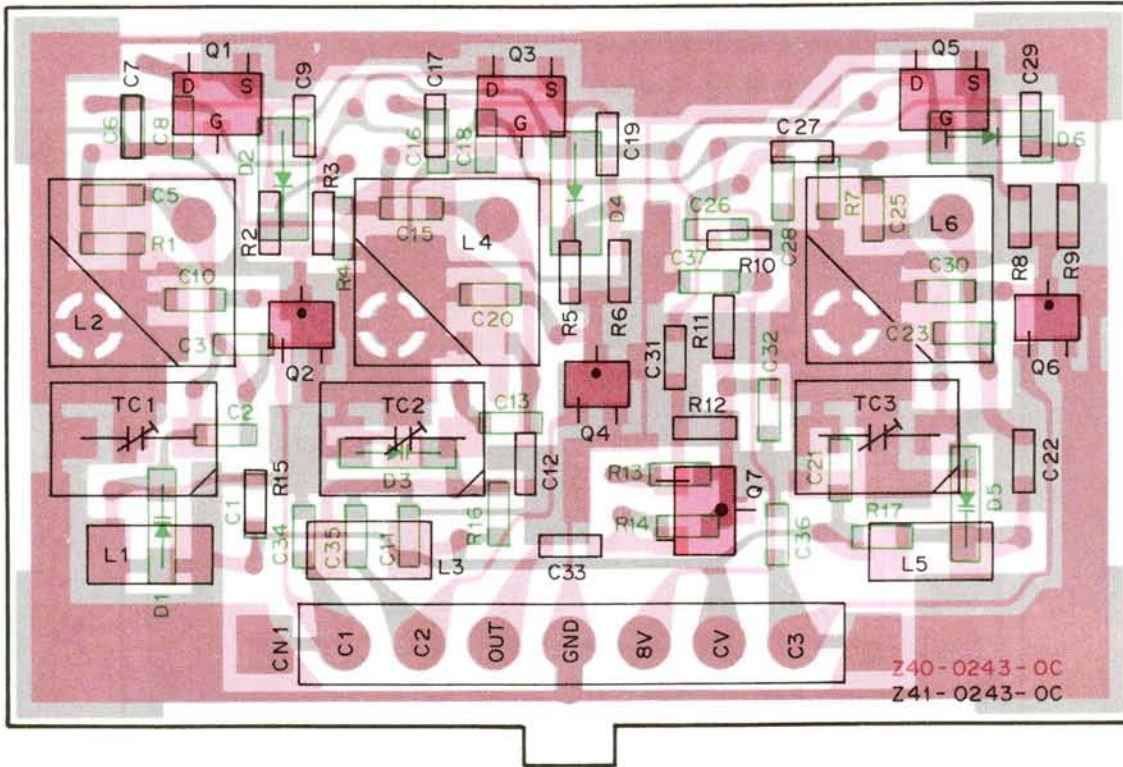 Q1
Q3
Q5
C7
C9
C17
C29
D
S
D
S
D
S
G
G
G
C6
C8
D2
C16
C18
C19
C27
D6
C5
R1
R2
R3
R4
C15
L4
D4
C26
R7
C25
L6
C28
C37
R10
R8
R9
C10
L2
C3
C20
R5
R6
R11
C30
C23
Q2
C31
C32
Q6
TC1
C2
TC2
C13
Q4
R12
TC3
D3
C12
R13
C21
C22
C1
R15
R16
Q7
R14
R17
D5
L1
C34
C35
C11
L3
C33
C36
L5
D1
CN1
C1
C2
OUT
GND
8V
CV
C3
Z40-0243-0C
Z41-0243-0C